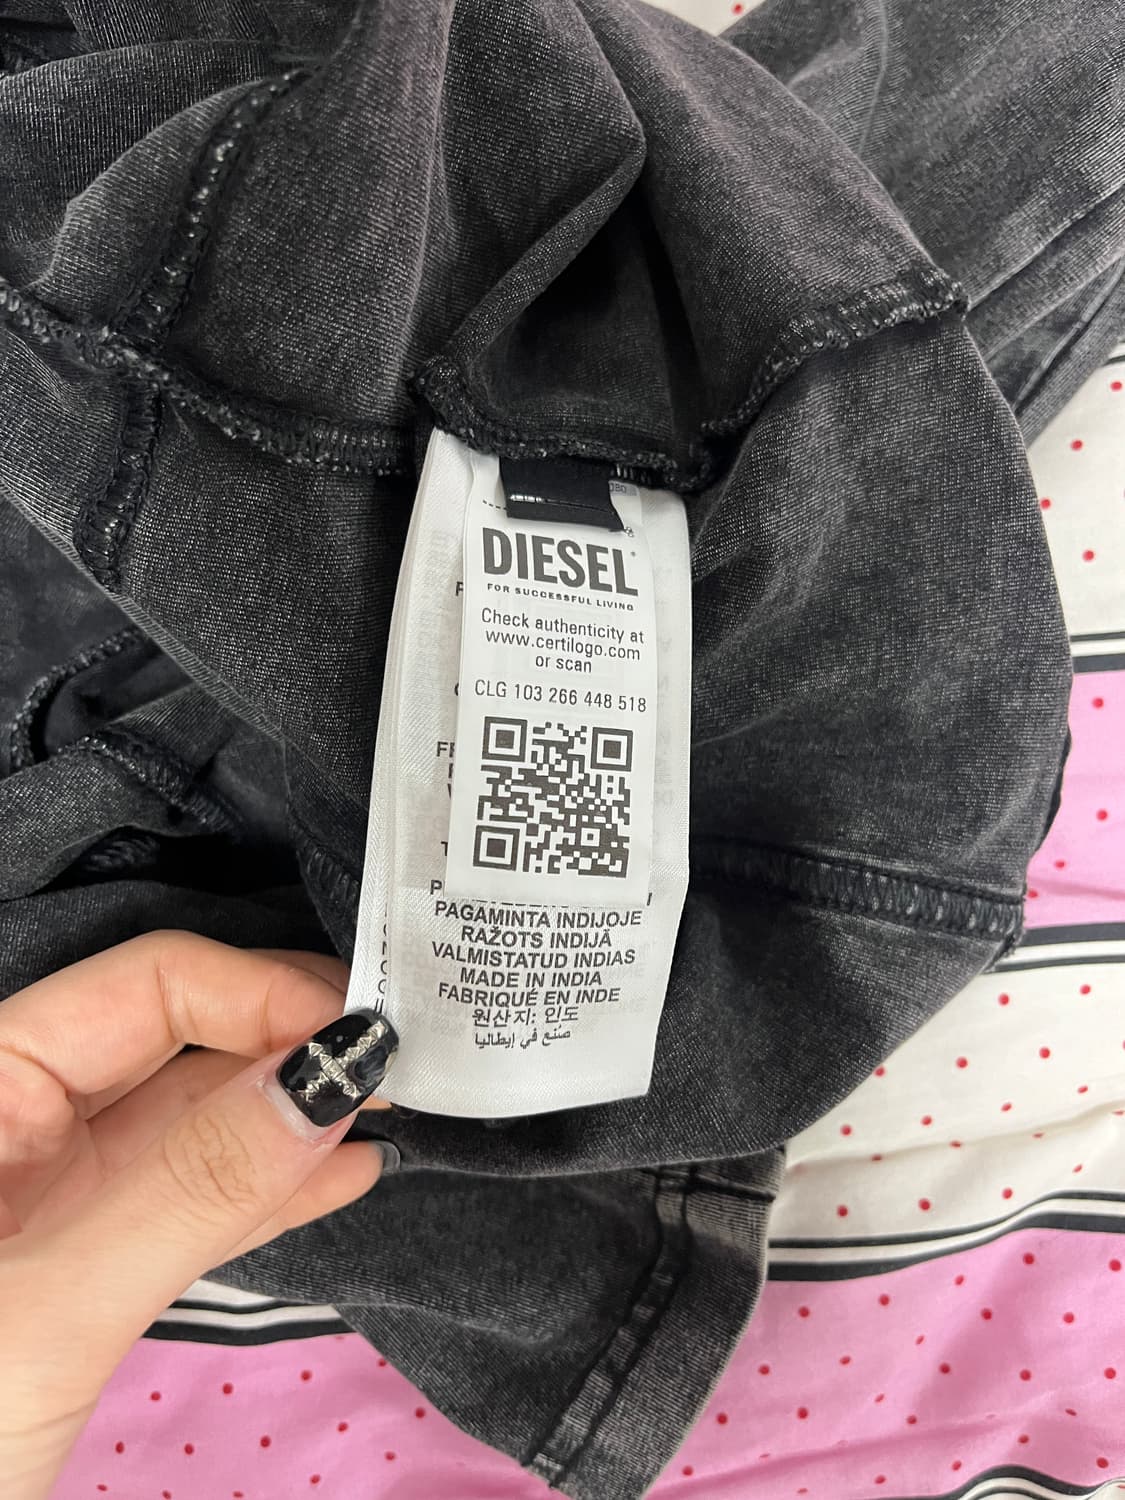 DIESEL
FOR SUCCESSFUL LIVING
Check authenticity at
www.certilogo.com
or scan
CLG 103 266 448 518
PAGAMINTA INDIJOJE
RAŽOTS INDIJĀ
VALMISTATUD INDIAS
MADE IN INDIA
FABRIQUÉ EN INDE
원산지: 인도
صُنع في إيطاليا